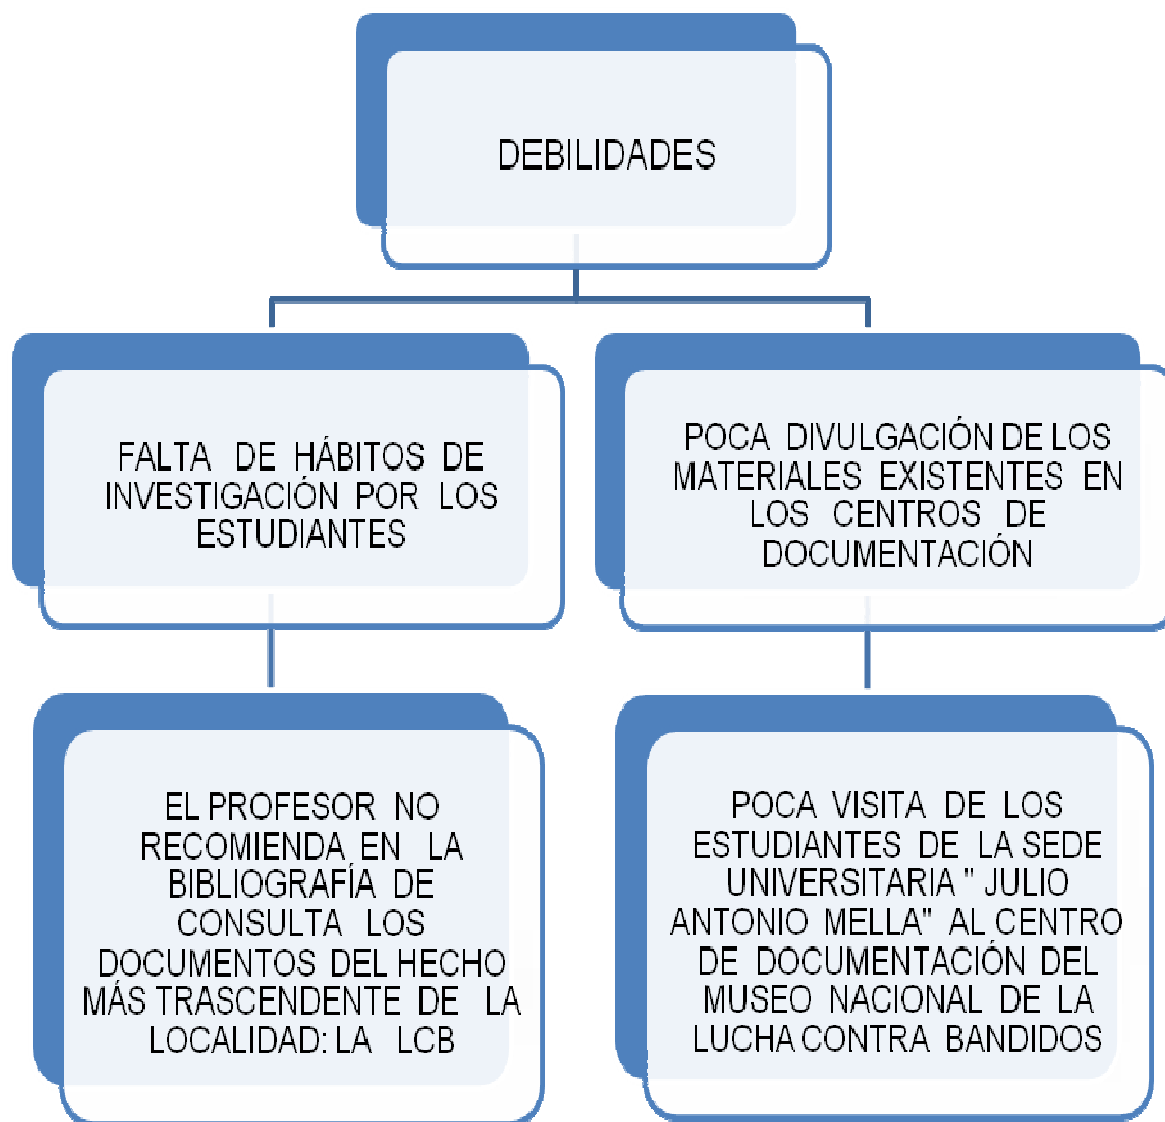 DEBILIDADES
FALTA DE HÁBITOS DE
INVESTIGACIÓN POR LOS
ESTUDIANTES
POCA DIVULGACIÓN DE LOS
MATERIALES EXISTENTES EN
LOS CENTROS DE
DOCUMENTACIÓN
EL PROFESOR NO
RECOMIENDA EN LA
BIBLIOGRAFÍA DE
CONSULTA LOS
DOCUMENTOS DEL HECHO
MÁS TRASCENDENTE DE LA
LOCALIDAD: LA LCB
POCA VISITA DE LOS
ESTUDIANTES DE LA SEDE
UNIVERSITARIA " JULIO
ANTONIO MELLA" AL CENTRO
DE DOCUMENTACIÓN DEL
MUSEO NACIONAL DE LA
LUCHA CONTRA BANDIDOS